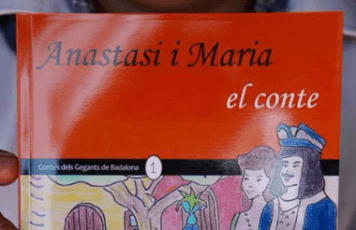 Anastasi i Maria
el conte
Contes dels Gegants de Badalona 1